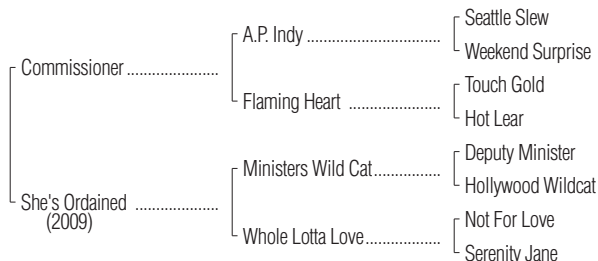 Seattle Slew
A.P. Indy ................................
Weekend Surprise
Commissioner ......................
Touch Gold
Flaming Heart ......................
Hot Lear
Deputy Minister
Ministers Wild Cat................
Hollywood Wildcat
She's Ordained ....................
(2009)
Not For Love
Whole Lotta Love..................
Serenity Jane